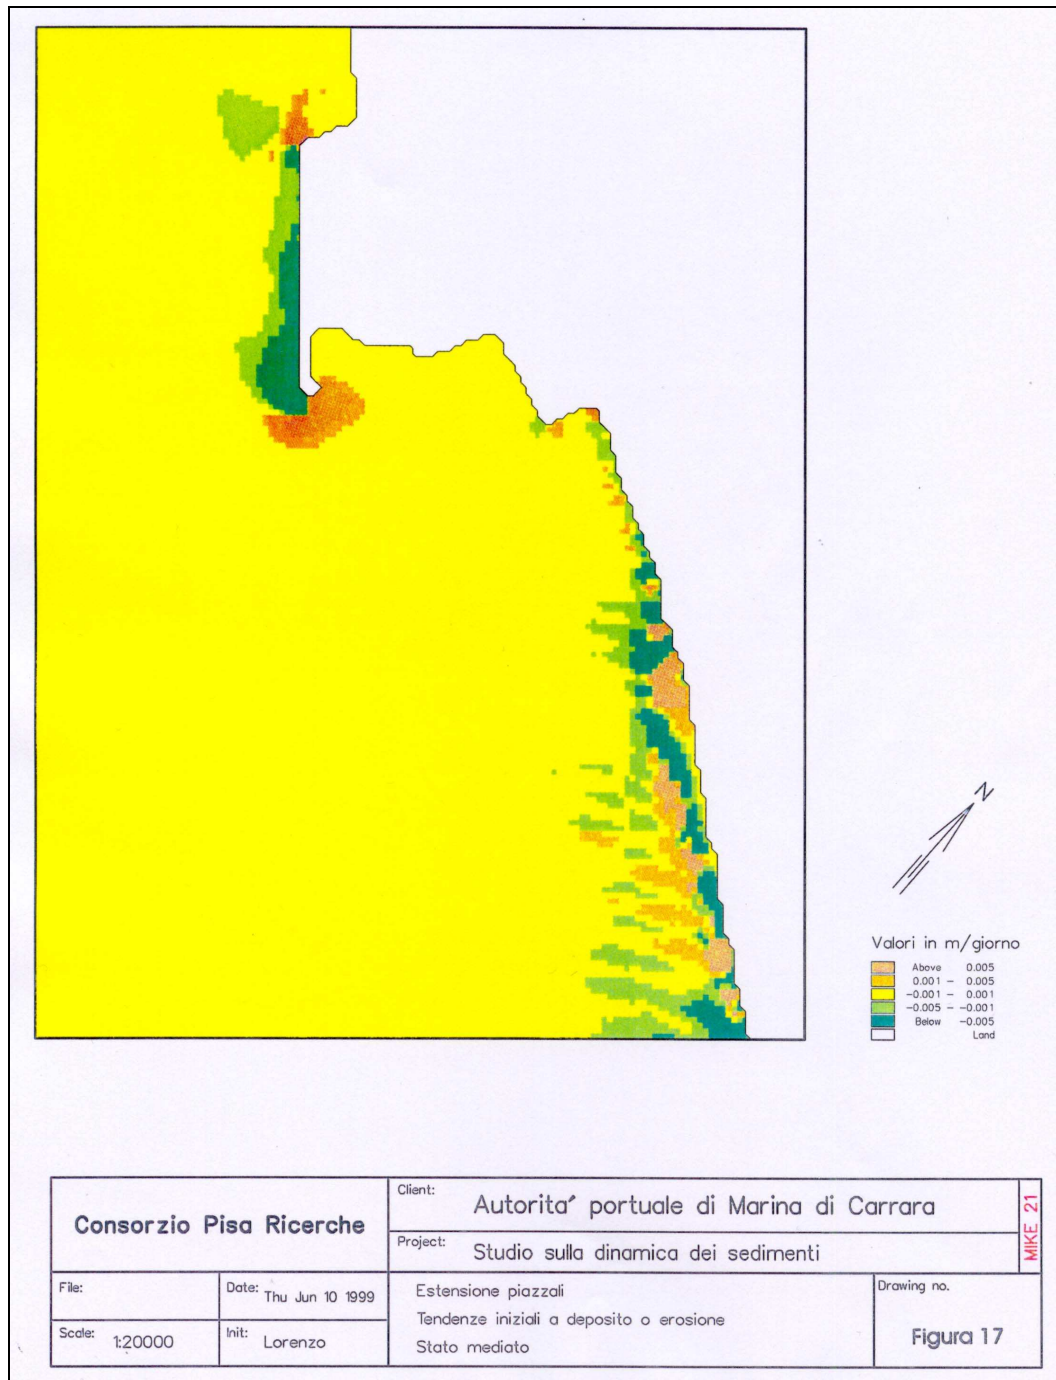 N
Valori in m/giorno
Above 0.005
0.001 - 0.005
-0.001 - 0.001
-0.005 - -0.001
Below -0.005
Land
Consorzio Pisa Ricerche
Client:
Autorita' portuale di Marina di Carrara
Project:
Studio sulla dinamica dei sedimenti
MIKE 21
File:
Date: Thu Jun 10 1999
Scale: 1:20000
Init: Lorenzo
Estensione piazzali
Tendenze iniziali a deposito o erosione
Stato mediato
Drawing no.
Figura 17